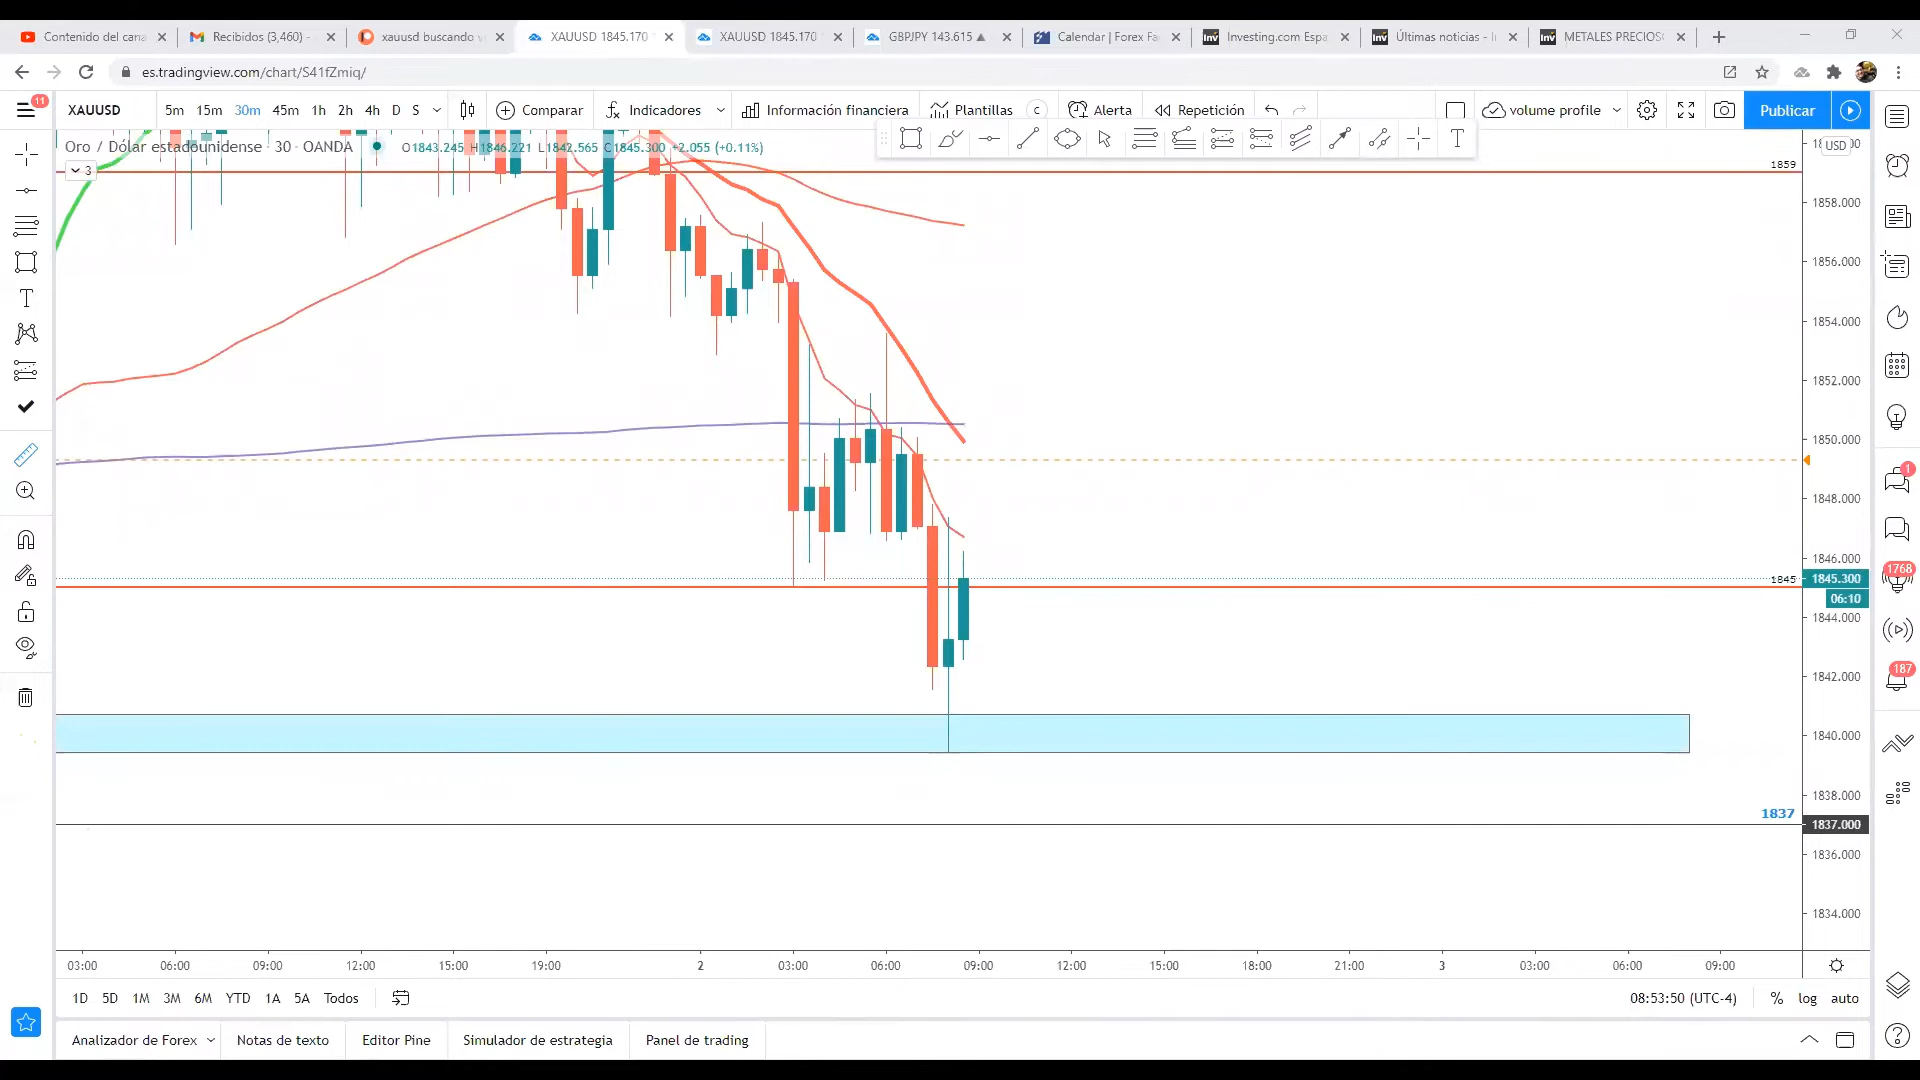 Contenido del cana
Recibidos (3,460) -
xauusd buscando v
XAUUSD 1845.170
XAUUSD 1845.170
GBPJPY 143.615 ▲
Calendar | Forex Fa
Investing.com Espa
Últimas noticias - I
METALES PRECIOS
es.tradingview.com/chart/S41fZmiq/
11
XAUUSD
5m 15m 30m 45m 1h 2h 4h D S
Comparar
Indicadores
Información financiera
Plantillas
C
Alerta
Repetición
volume profile
Publicar
Oro / Dólar estadounidense · 30 · OANDA
O1843.245 H1846.221 L1842.565 C1845.300 +2.055 (+0.11%)
USD
3
1859
1858.000
1856.000
1854.000
1852.000
1850.000
1848.000
1846.000
1845
1845.300
06:10
1844.000
1842.000
1840.000
1838.000
1837
1837.000
1836.000
1834.000
1
1768
187
03:00 06:00 09:00 12:00 15:00 19:00 2 03:00 06:00 09:00 12:00 15:00 18:00 21:00 3 03:00 06:00 09:00
1D 5D 1M 3M 6M YTD 1A 5A Todos
08:53:50 (UTC-4)
% log auto
Analizador de Forex
Notas de texto
Editor Pine
Simulador de estrategia
Panel de trading